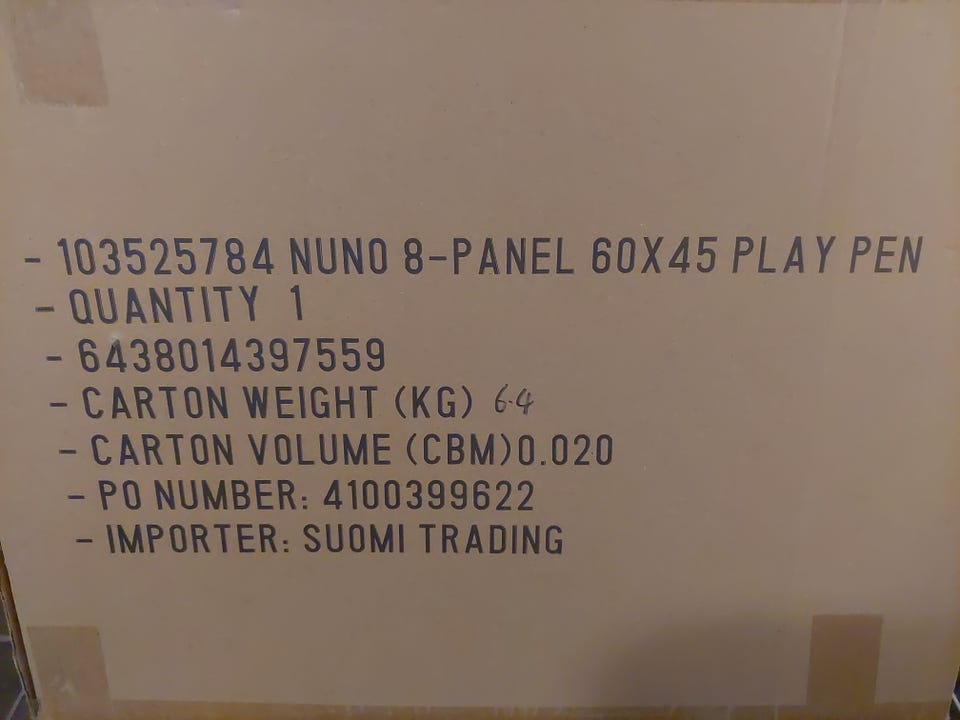 - 103525784 NUNO 8-PANEL 60X45 PLAY PEN
- QUANTITY 1
- 6438014397559
- CARTON WEIGHT (KG) 6.4
- CARTON VOLUME (CBM)0.020
- PO NUMBER: 4100399622
- IMPORTER: SUOMI TRADING